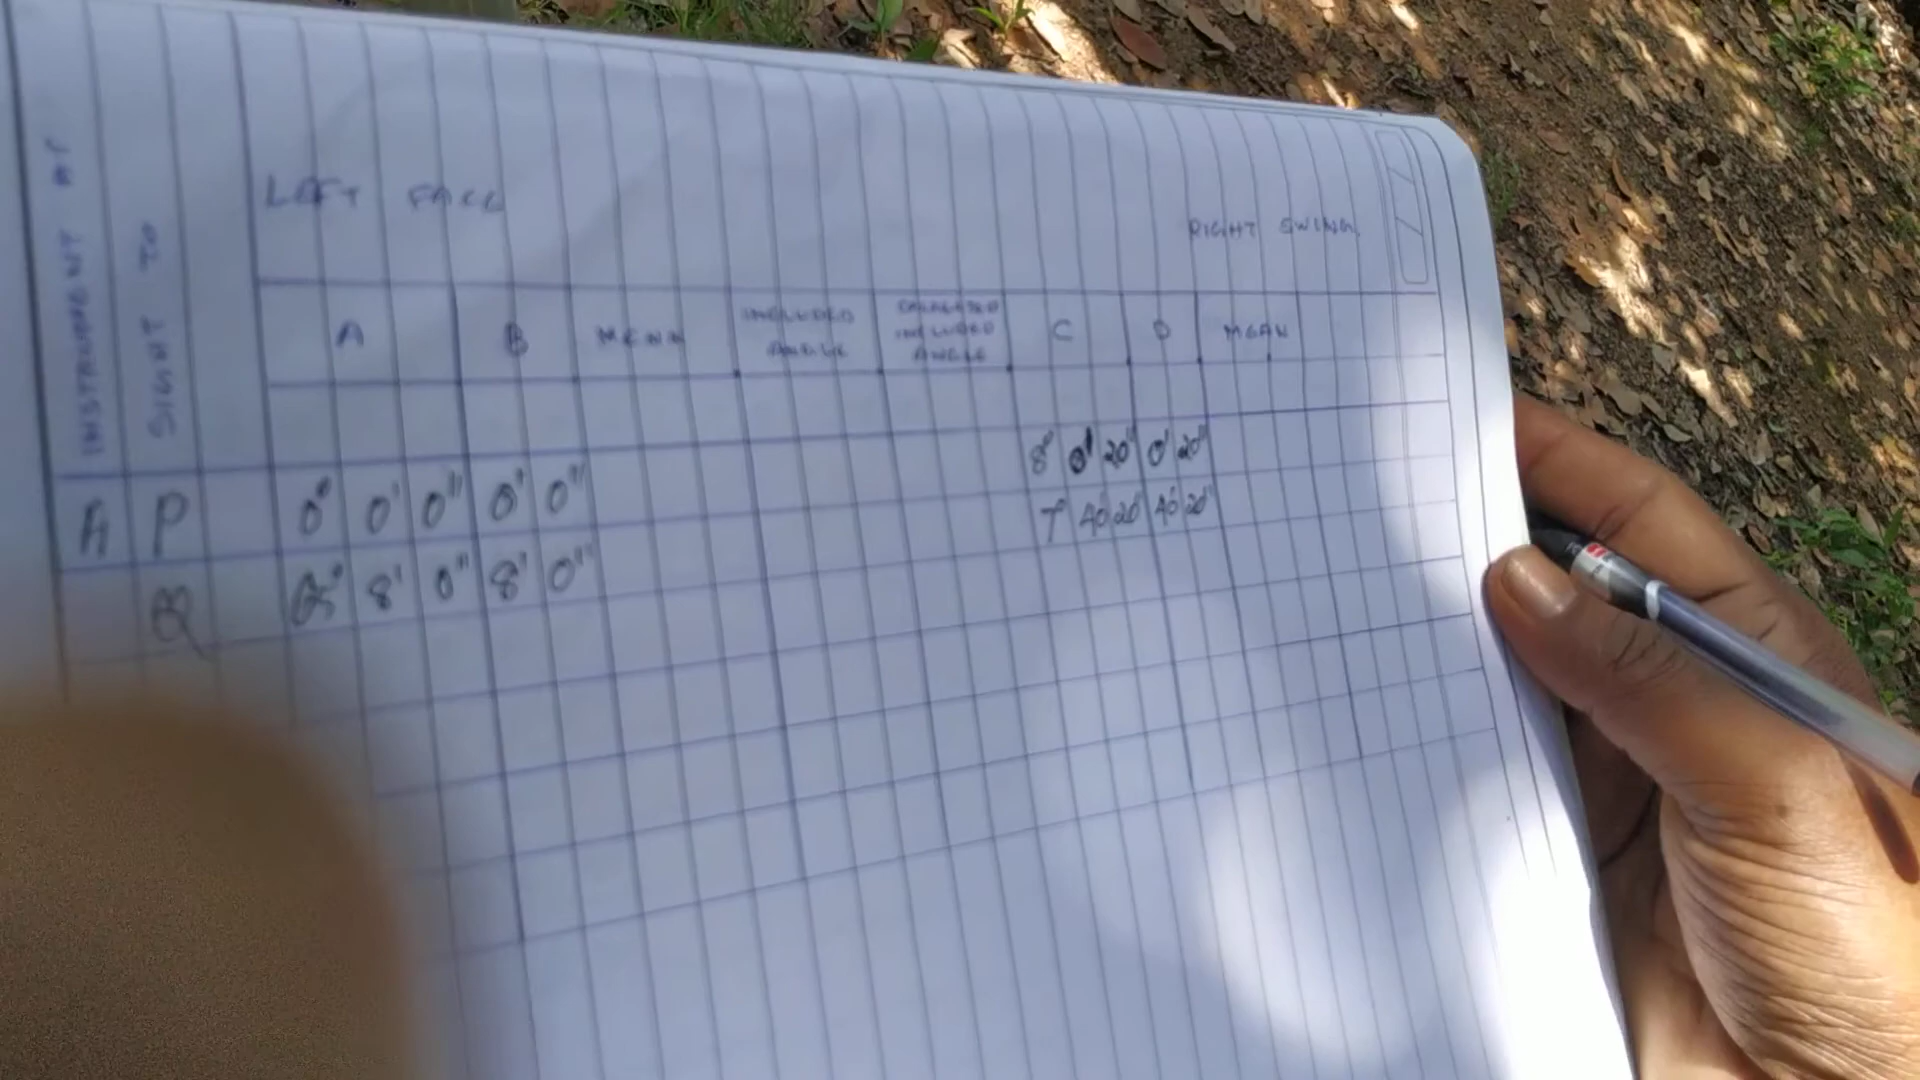 INSTRUMENT AT
SIGHT TO
LEFT FACE
RIGHT SWING
A B MEAN INCLUDED ANGLE INCLUDED ANGLE C D MEAN
8° 0' 20" 0' 20"
A P 0° 0' 0" 0' 0"
7° 40' 20" 40' 20"
Q 8' 0" 8' 0"